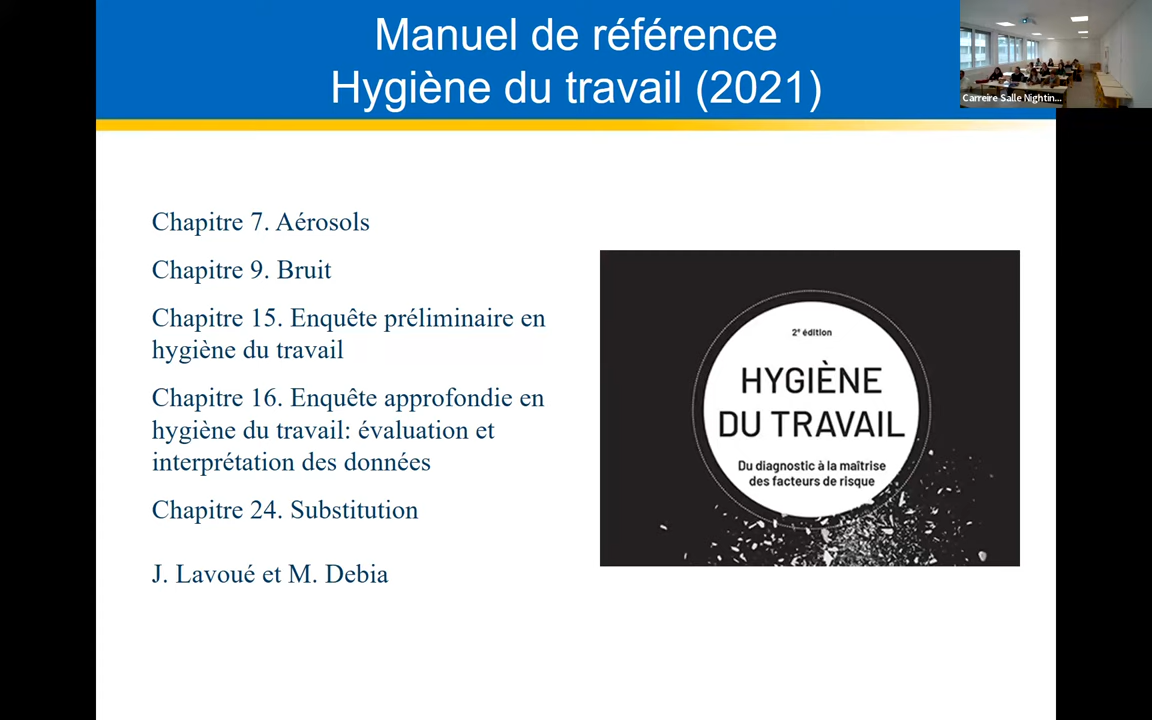 Manuel de référence
Hygiène du travail (2021)
Carreire Salle Nightin...
Chapitre 7. Aérosols
Chapitre 9. Bruit
Chapitre 15. Enquête préliminaire en
hygiène du travail
Chapitre 16. Enquête approfondie en
hygiène du travail: évaluation et
interprétation des données
Chapitre 24. Substitution
J. Lavoué et M. Debia
2e édition
HYGIÈNE
DU TRAVAIL
Du diagnostic à la maîtrise
des facteurs de risque